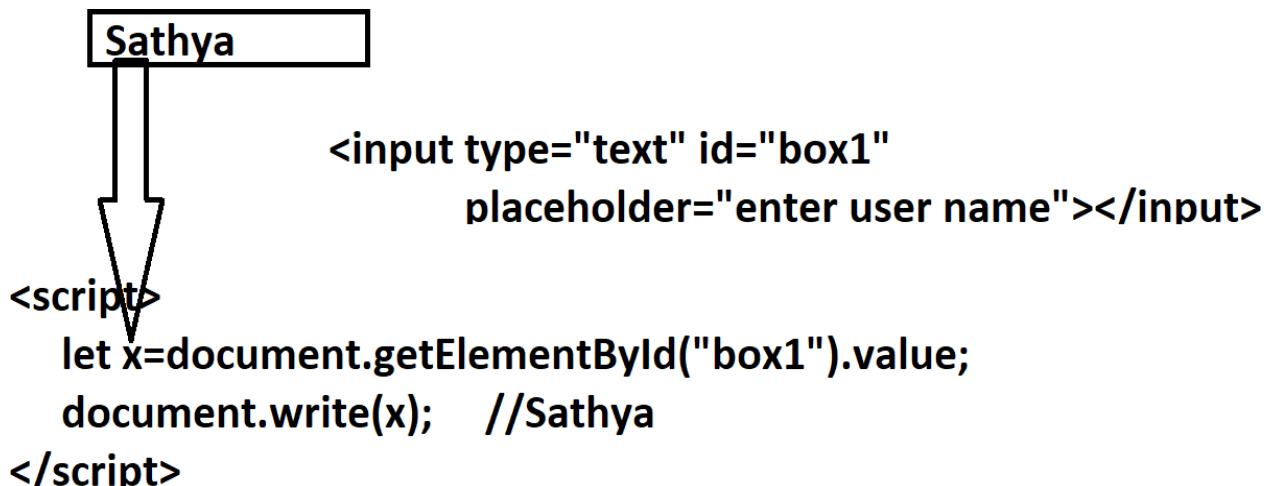 Sathya
<input type="text" id="box1"
placeholder="enter user name"></input>
<script>
let x=document.getElementById("box1").value;
document.write(x);    //Sathya
</script>